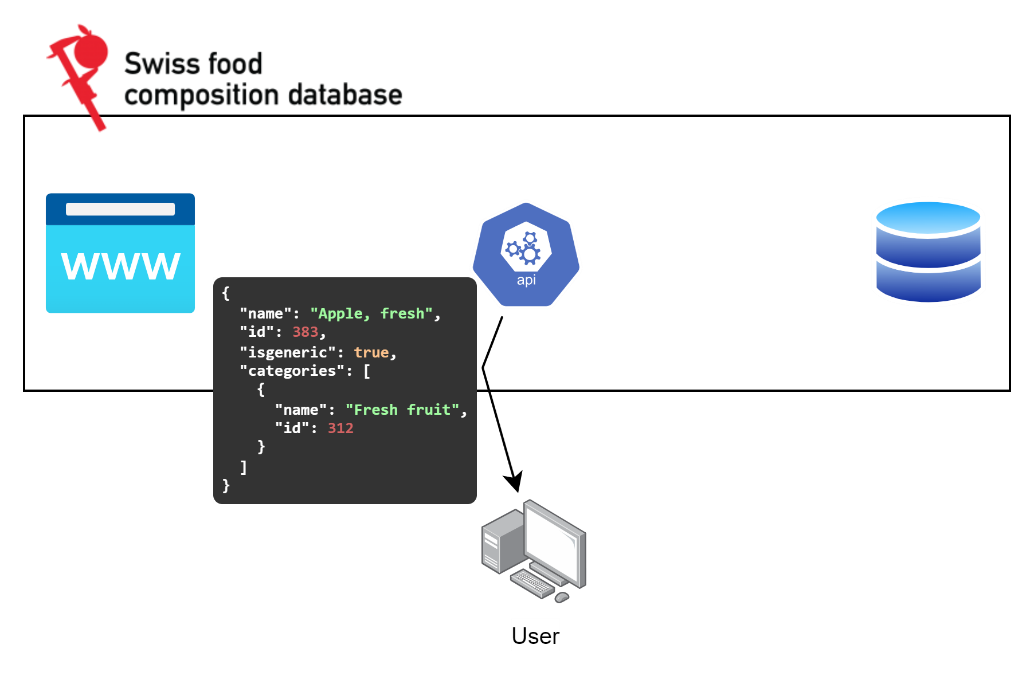 Swiss food
composition database
WWW
api
{
  "name": "Apple, fresh",
  "id": 383,
  "isgeneric": true,
  "categories": [
    {
      "name": "Fresh fruit",
      "id": 312
    }
  ]
}
User